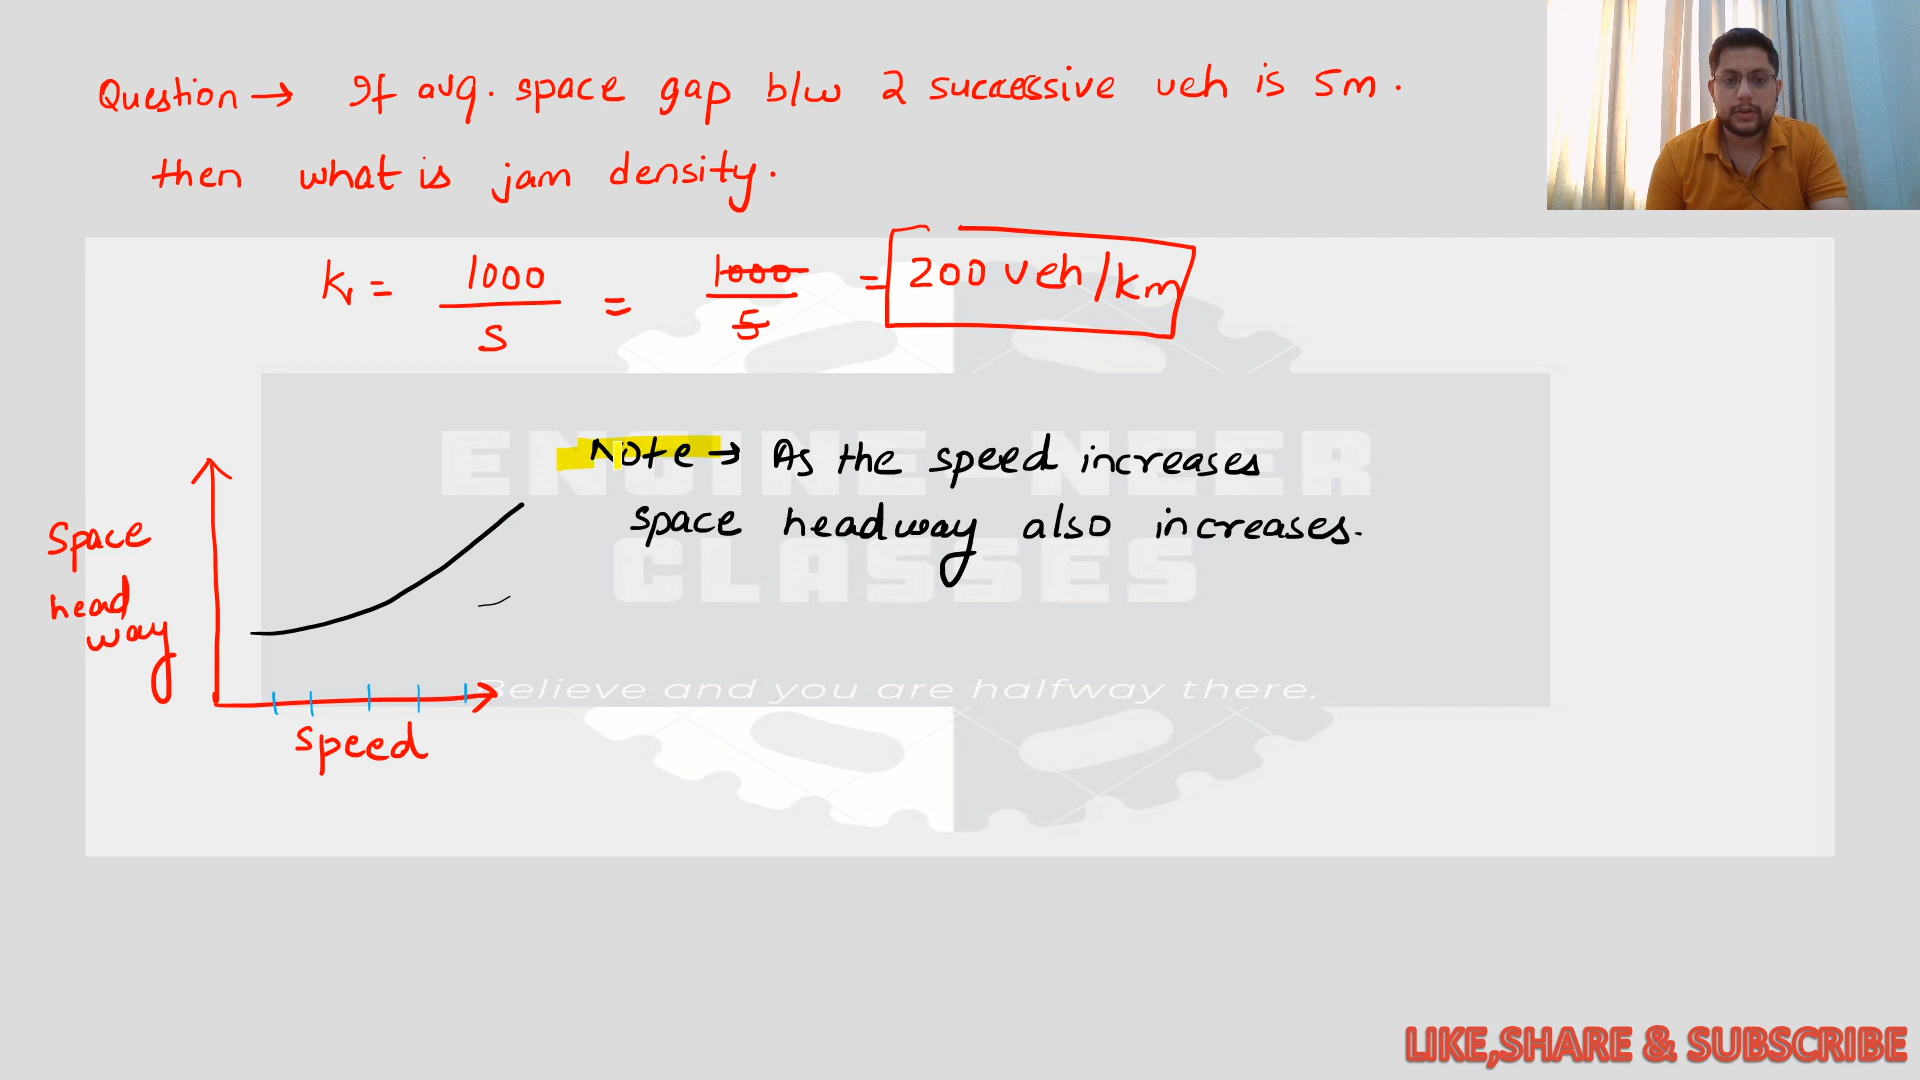 Question → If avg. space gap b/w 2 successive veh is 5m.
then what is jam density.
k = 1000/S = 1000/5 = 200 veh/km
ENGINE-NEER
Note → As the speed increases
space headway also increases.
CLASSES
Space
head
way
Believe and you are halfway there.
speed
LIKE,SHARE & SUBSCRIBE